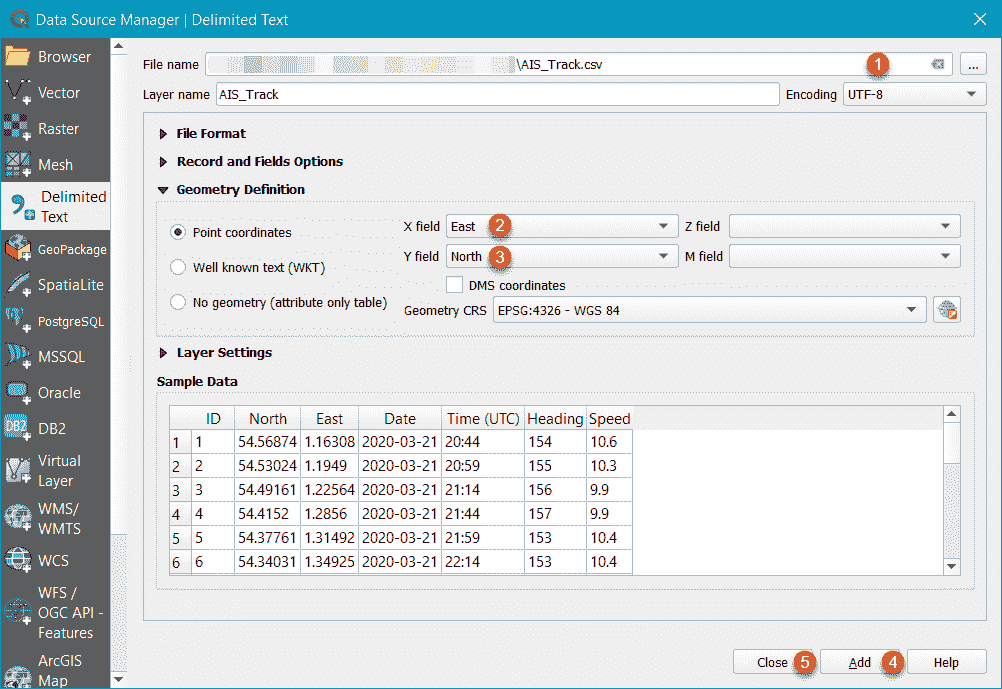 Data Source Manager | Delimited Text
Browser
Vector
Raster
Mesh
Delimited
Text
GeoPackage
SpatiaLite
PostgreSQL
MSSQL
Oracle
DB2 DB2
Virtual
Layer
WMS/
WMTS
WCS
WFS /
OGC API -
Features
ArcGIS
Map
File name \AIS_Track.csv 1 ...
Layer name AIS_Track Encoding UTF-8
File Format
Record and Fields Options
Geometry Definition
Point coordinates
Well known text (WKT)
No geometry (attribute only table)
X field East 2 Z field
Y field North 3 M field
DMS coordinates
Geometry CRS EPSG:4326 - WGS 84
Layer Settings
Sample Data
ID North East Date Time (UTC) Heading Speed
1 1 54.56874 1.16308 2020-03-21 20:44 154 10.6
2 2 54.53024 1.1949 2020-03-21 20:59 155 10.3
3 3 54.49161 1.22564 2020-03-21 21:14 156 9.9
4 4 54.4152 1.2856 2020-03-21 21:44 157 9.9
5 5 54.37761 1.31492 2020-03-21 21:59 153 10.4
6 6 54.34031 1.34925 2020-03-21 22:14 153 10.4
Close 5 Add 4 Help